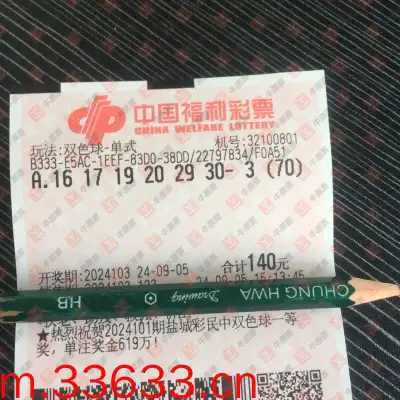 中国福利彩票
CHINA WELFARE LOTTERY
玩法:双色球-单式 机号:32100801
B333-E5AC-1EEF-83D0-38DD/22797834/F0A51
A.16 17 19 20 29 30- 3 (70)
开奖期:2024103 24-09-05 合计140元
CHUNG HWA Drawing HB
★热烈祝贺2024101期盐城彩民中双色球一等
奖,单注奖金619万!
m.33633.com.cn